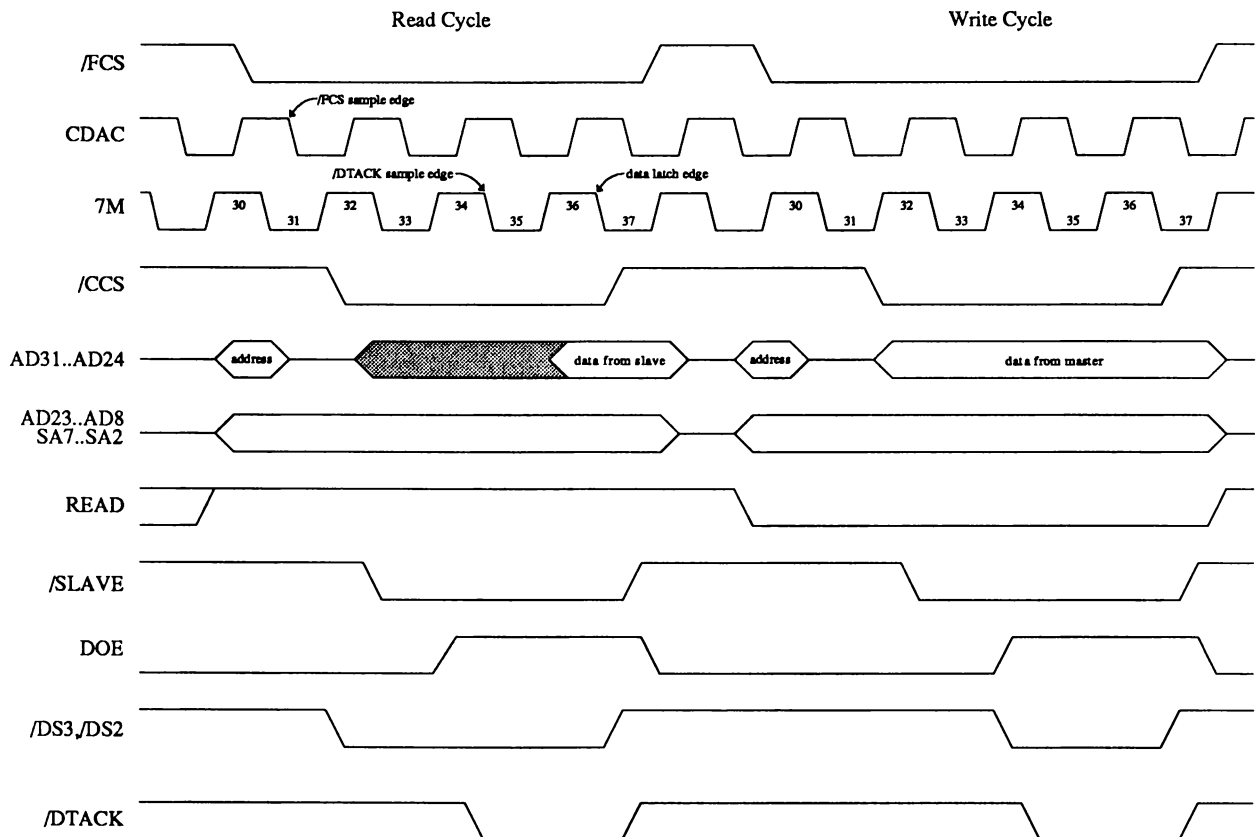 Read Cycle Write Cycle
/FCS
/FCS sample edge
CDAC
/DTACK sample edge data latch edge
7M 30 31 32 33 34 35 36 37 30 31 32 33 34 35 36 37
/CCS
AD31..AD24 address data from slave address data from master
AD23..AD8
SA7..SA2
READ
/SLAVE
DOE
/DS3,/DS2
/DTACK